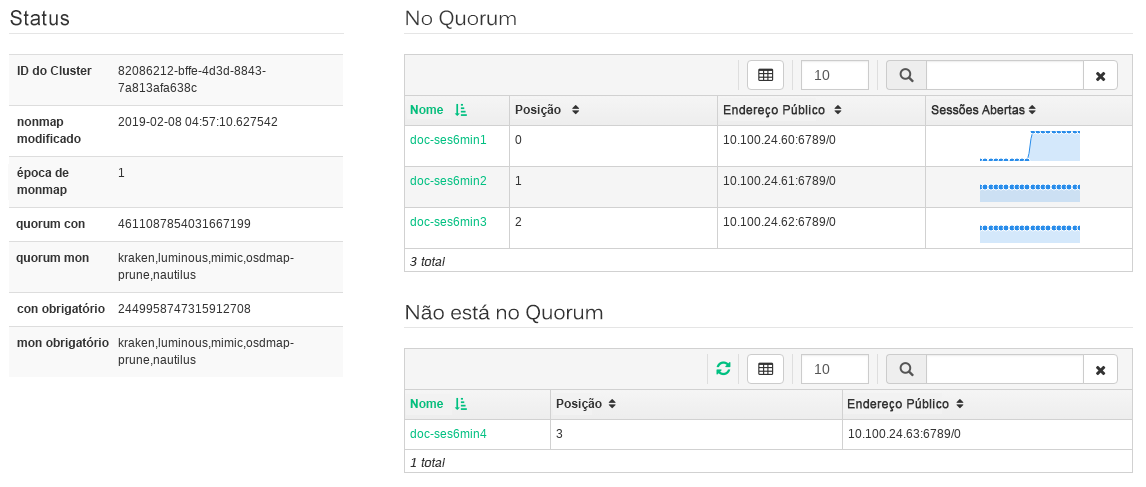 Status
ID do Cluster 82086212-bffe-4d3d-8843-
7a813afa638c
nonmap 2019-02-08 04:57:10.627542
modificado
época de 1
monmap
quorum con 4611087854031667199
quorum mon kraken,luminous,mimic,osdmap-
prune,nautilus
con obrigatório 2449958747315912708
mon obrigatório kraken,luminous,mimic,osdmap-
prune,nautilus
No Quorum
10
Nome Posição Endereço Público Sessões Abertas
doc-ses6min1 0 10.100.24.60:6789/0
doc-ses6min2 1 10.100.24.61:6789/0
doc-ses6min3 2 10.100.24.62:6789/0
3 total
Não está no Quorum
10
Nome Posição Endereço Público
doc-ses6min4 3 10.100.24.63:6789/0
1 total